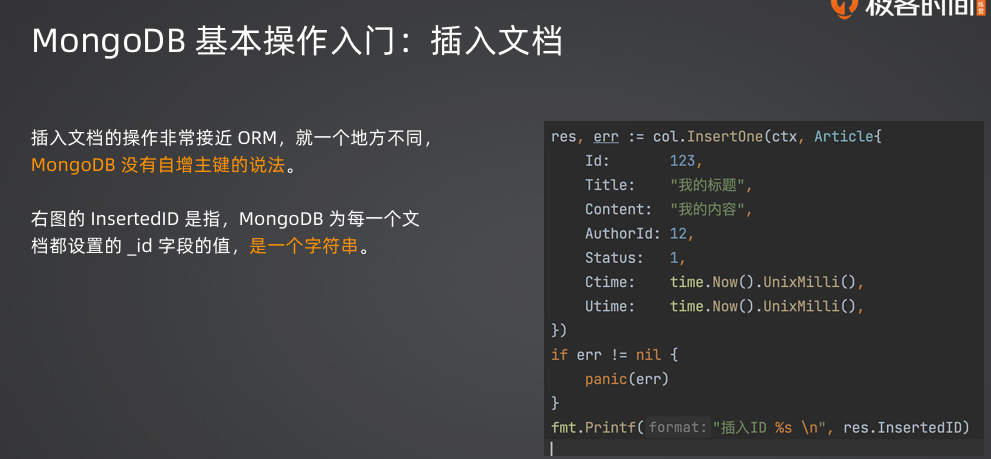 极客时间
MongoDB 基本操作入门：插入文档
插入文档的操作非常接近 ORM，就一个地方不同，
MongoDB 没有自增主键的说法。
右图的 InsertedID 是指，MongoDB 为每一个文
档都设置的 _id 字段的值，是一个字符串。
res, err := col.InsertOne(ctx, Article{
Id: 123,
Title: "我的标题",
Content: "我的内容",
AuthorId: 12,
Status: 1,
Ctime: time.Now().UnixMilli(),
Utime: time.Now().UnixMilli(),
})
if err != nil {
panic(err)
}
fmt.Printf( format: "插入ID %s \n", res.InsertedID)